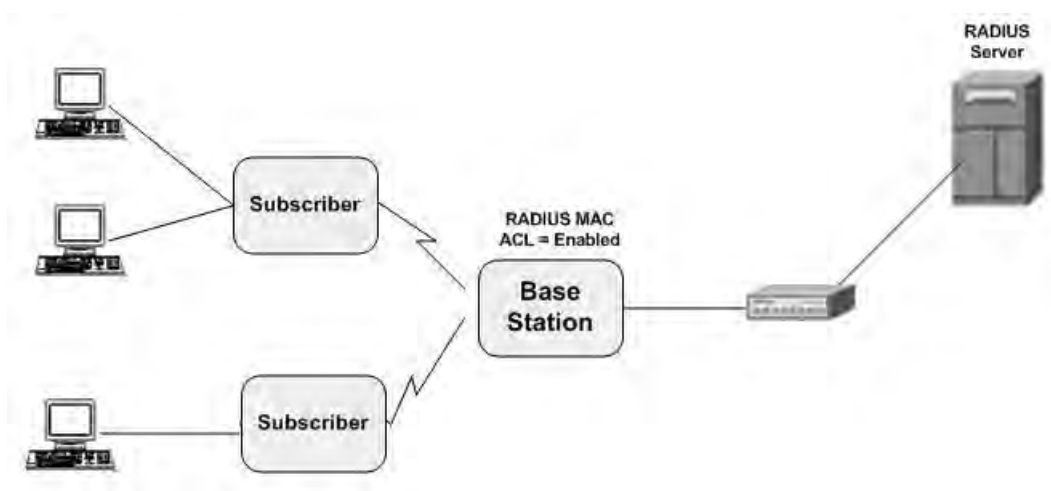 RADIUS
Server
Subscriber
RADIUS MAC
ACL = Enabled
Base
Station
Subscriber